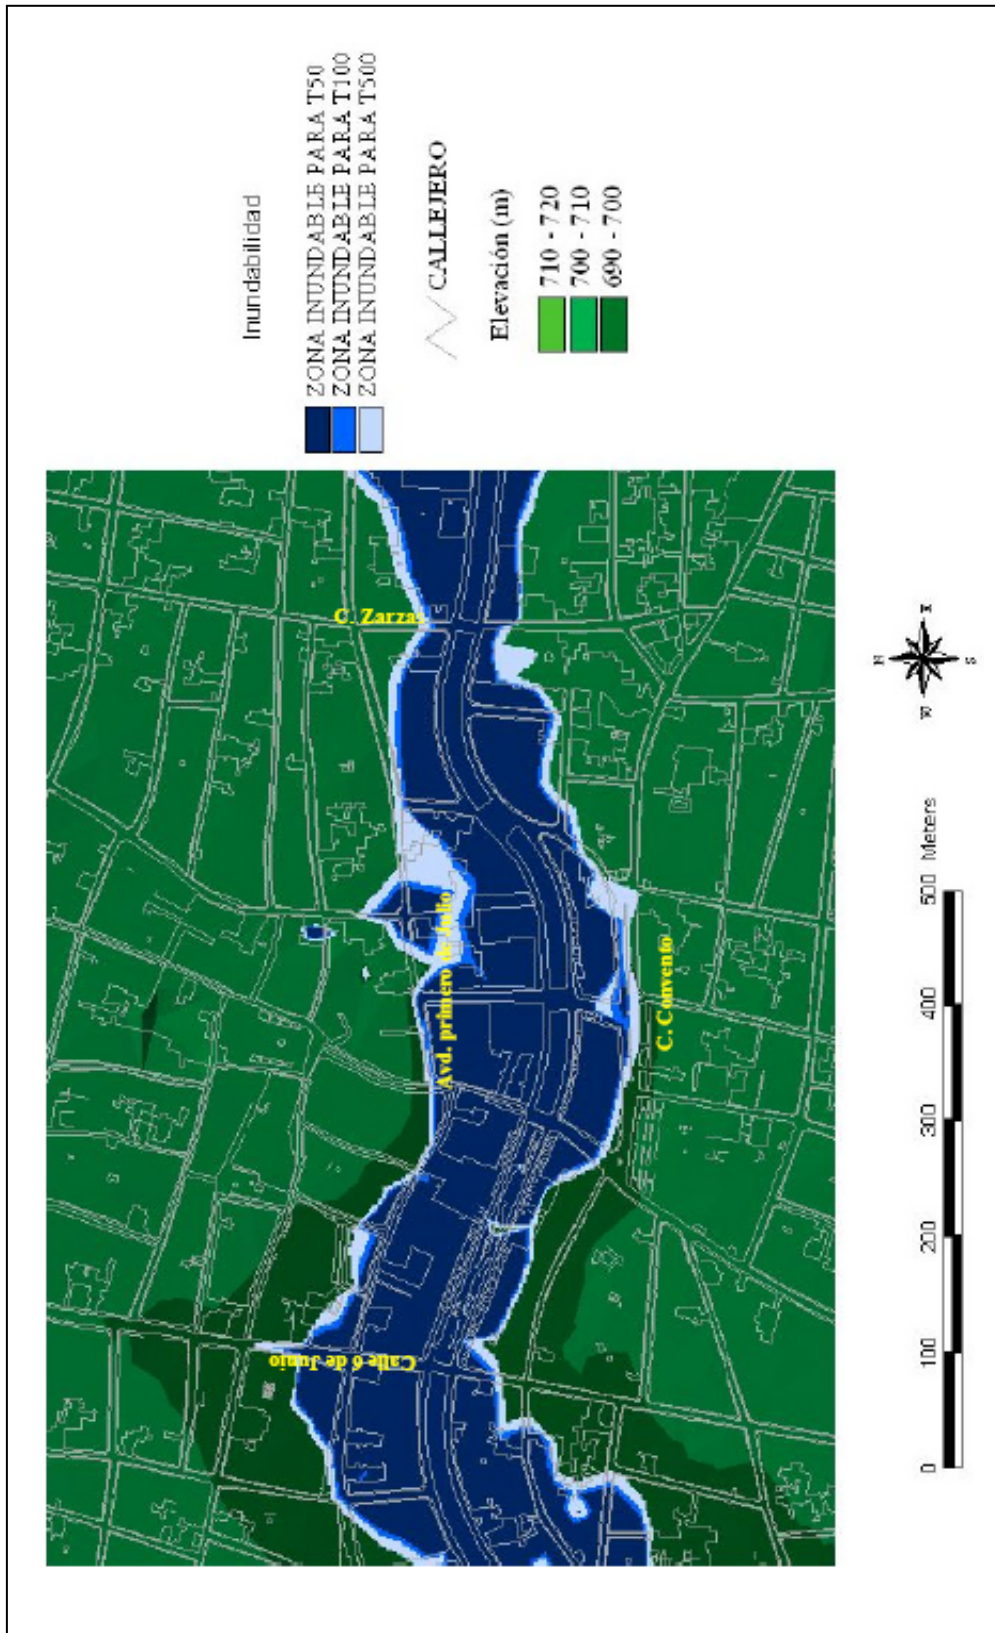 Inundabilidad
ZONA INUNDABLE PARA T50
ZONA INUNDABLE PARA T100
ZONA INUNDABLE PARA T500
CALLEJERO
Elevación (m)
710 - 720
700 - 710
690 - 700
C. Zarzas
Avd. primero de Julio
Calle 6 de Junio
C. Convento
N
E
S
W
0 100 200 300 400 500 Meters